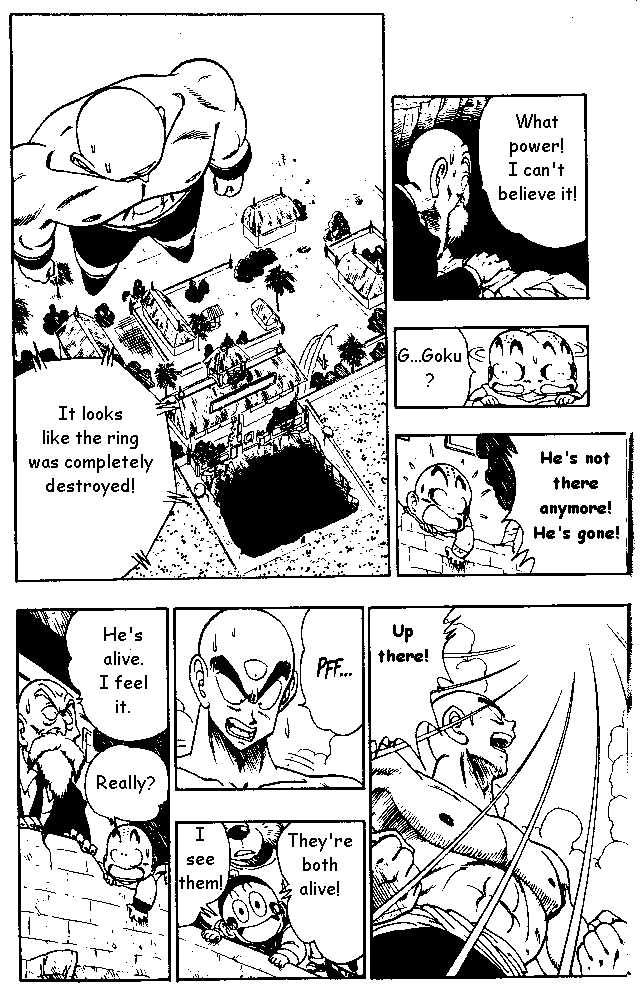 It looks
like the ring
was completely
destroyed!
What
power!
I can't
believe it!
G...Goku
?
He's not
there
anymore!
He's gone!
He's
alive.
I feel
it.
Really?
PFF...
I
see
them!
They're
both
alive!
Up
there!